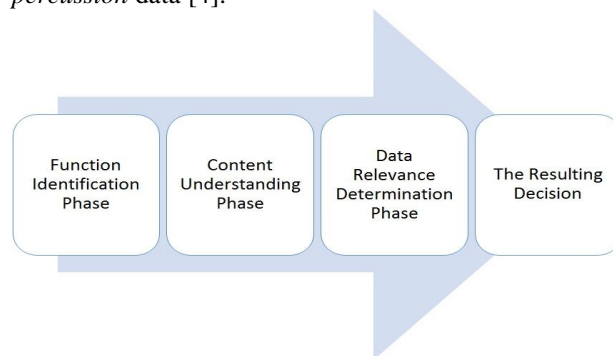 percussion data [4].
Function
Identification
Phase
Content
Understanding
Phase
Data
Relevance
Determination
Phase
The Resulting
Decision